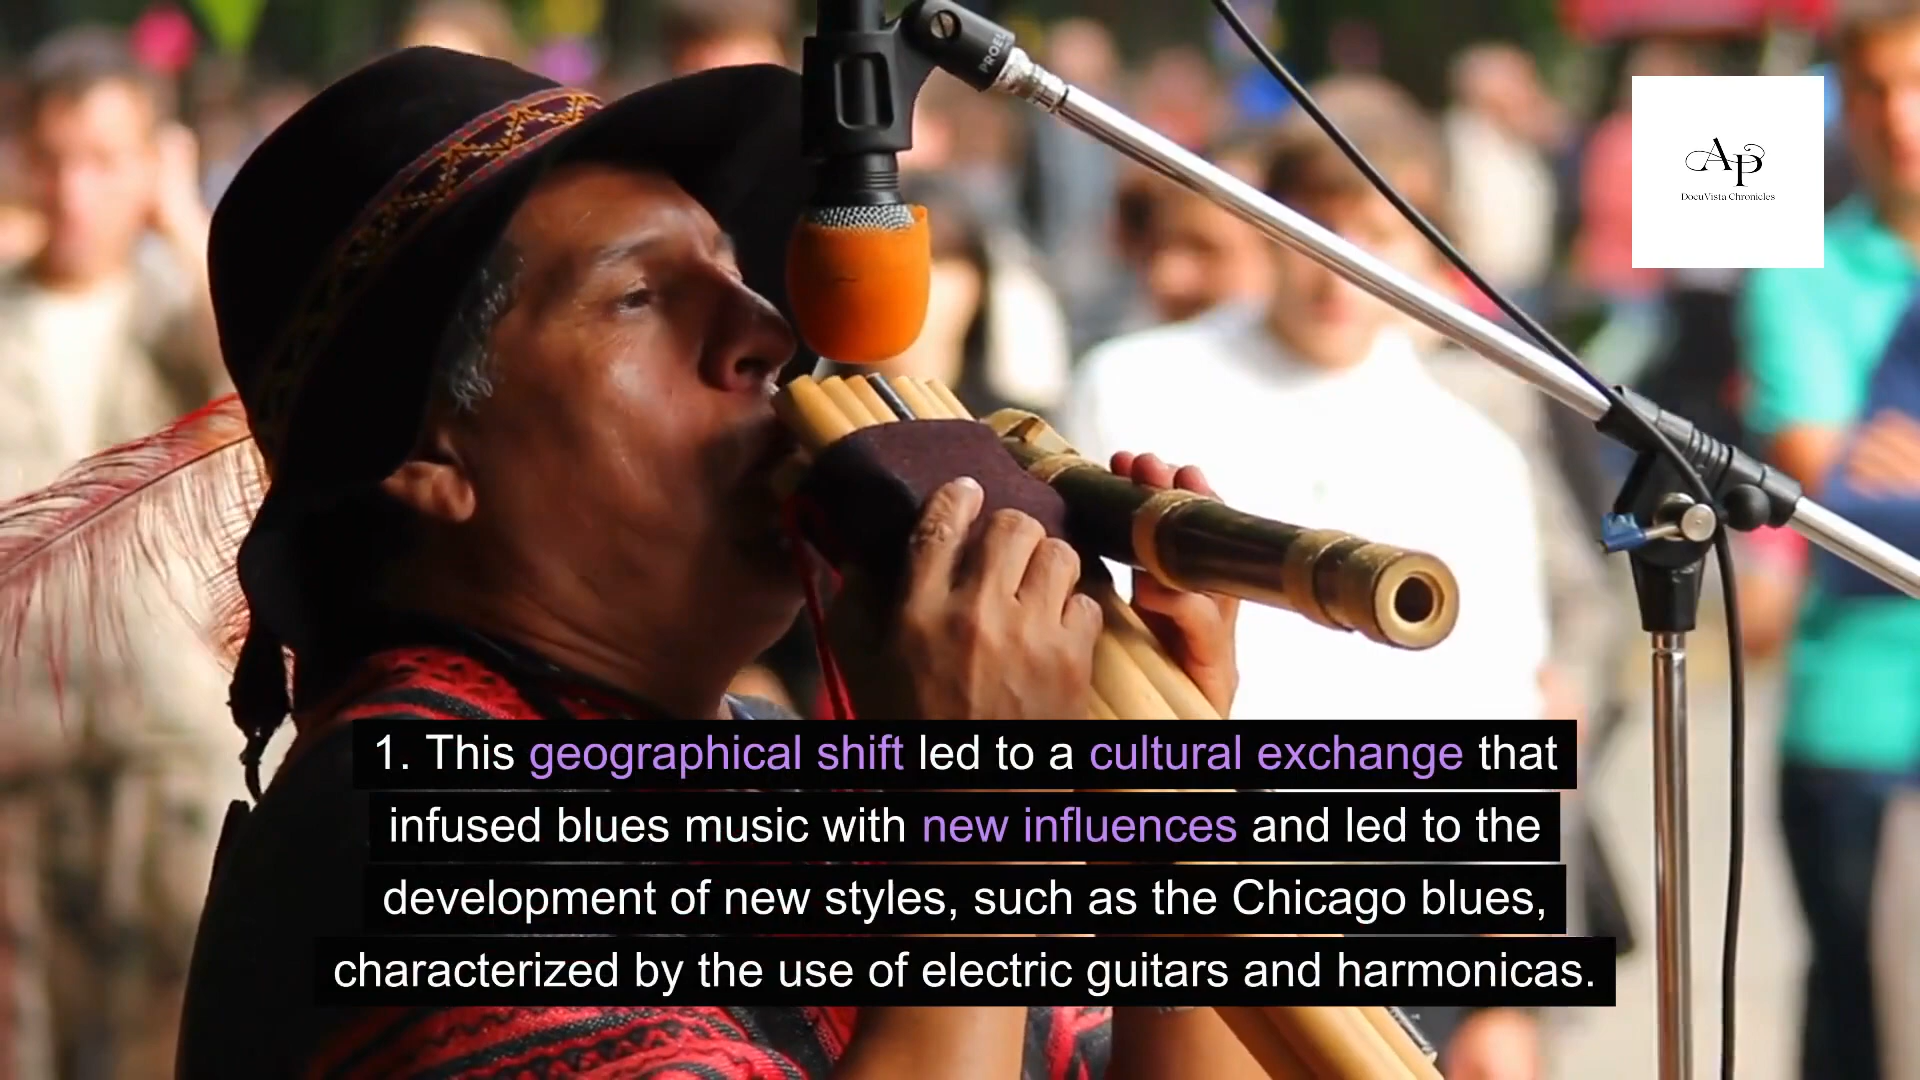 PROEL
AP
DocuVista Chronicles
1. This geographical shift led to a cultural exchange that
infused blues music with new influences and led to the
development of new styles, such as the Chicago blues,
characterized by the use of electric guitars and harmonicas.